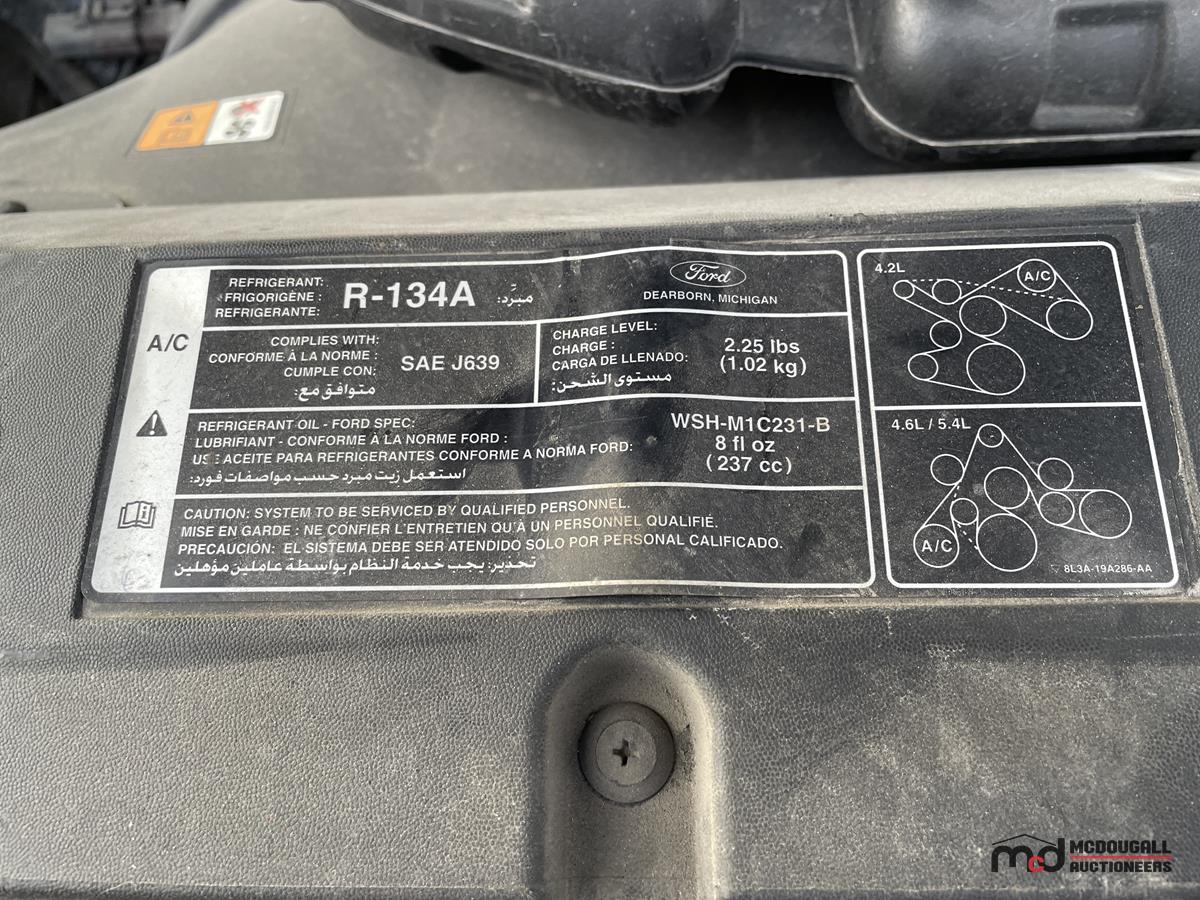 A/C
REFRIGERANT:
FRIGORIGÈNE :
REFRIGERANTE:
R-134A
مبرّد:
Ford
DEARBORN, MICHIGAN
COMPLIES WITH:
CONFORME À LA NORME :
CUMPLE CON:
متوافق مع:
SAE J639
CHARGE LEVEL:
CHARGE :
CARGA DE LLENADO:
مستوى الشحن:
2.25 lbs
(1.02 kg)
REFRIGERANT OIL - FORD SPEC:
LUBRIFIANT - CONFORME À LA NORME FORD :
USE ACEITE PARA REFRIGERANTES CONFORME A NORMA FORD:
استعمل زيت مبرد حسب مواصفات فورد:
WSH-M1C231-B
8 fl oz
(237 cc)
CAUTION: SYSTEM TO BE SERVICED BY QUALIFIED PERSONNEL.
MISE EN GARDE : NE CONFIER L'ENTRETIEN QU'À UN PERSONNEL QUALIFIÉ.
PRECAUCIÓN: EL SISTEMA DEBE SER ATENDIDO SOLO POR PERSONAL CALIFICADO.
تحذير: يجب خدمة النظام بواسطة عاملين مؤهلين
4.2L
A/C
4.6L / 5.4L
A/C
8L3A-19A286-AA
mcd
MCDOUGALL
AUCTIONEERS